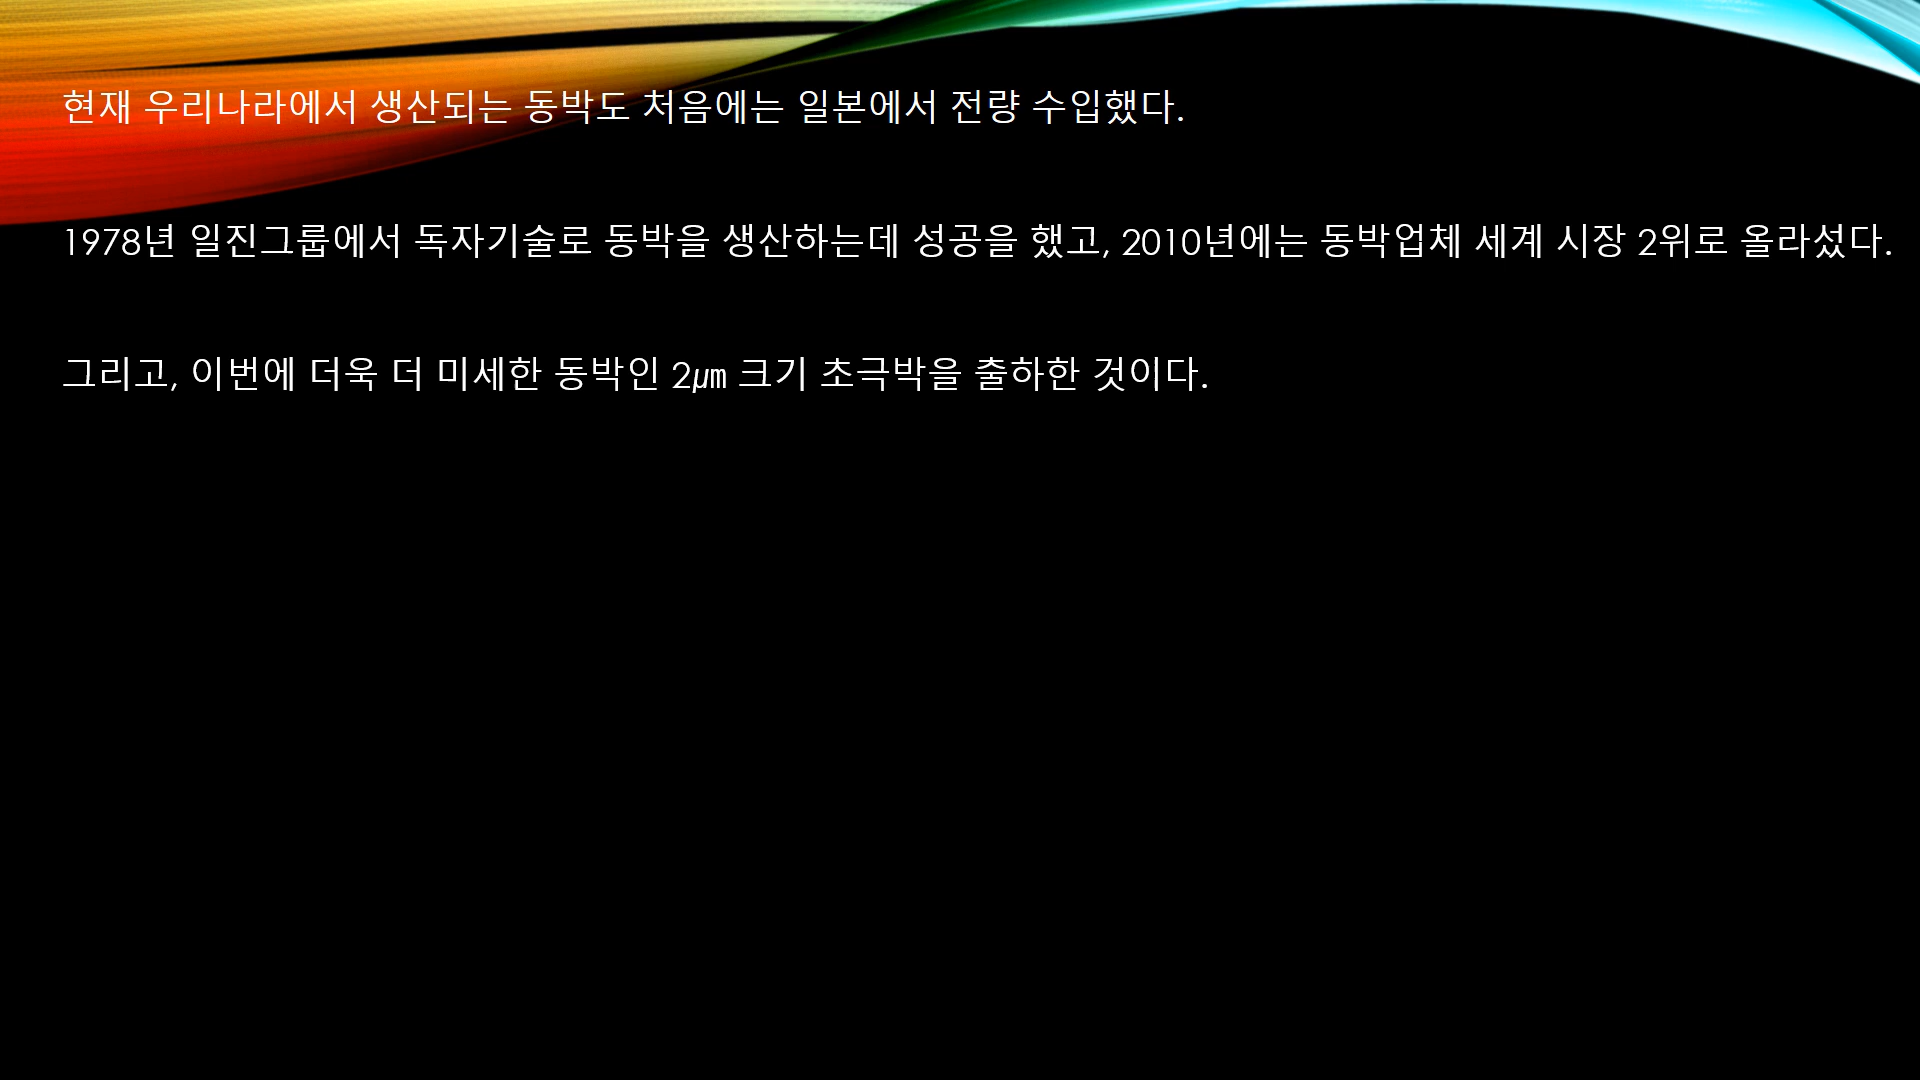 현재 우리나라에서 생산되는 동박도 처음에는 일본에서 전량 수입했다.
1978년 일진그룹에서 독자기술로 동박을 생산하는데 성공을 했고, 2010년에는 동박업체 세계 시장 2위로 올라섰다.
그리고, 이번에 더욱 더 미세한 동박인 2㎛ 크기 초극박을 출하한 것이다.